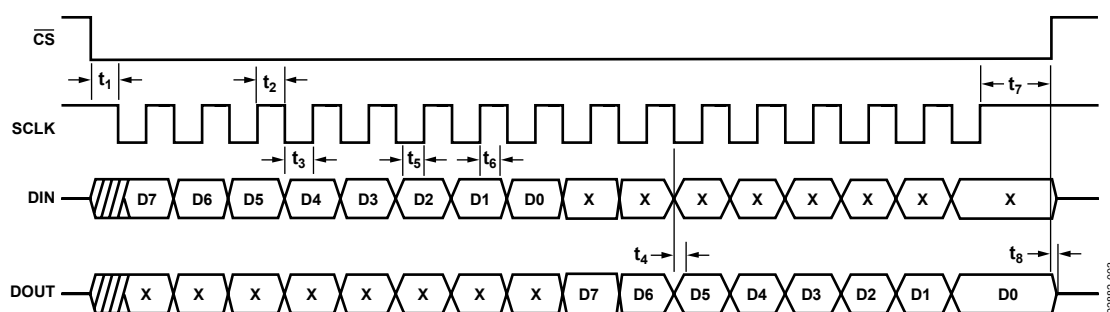 CS
t1 t2 t7
SCLK
t3 t5 t6
DIN D7 D6 D5 D4 D3 D2 D1 D0 X X X X X X X X
t4 t8
DOUT X X X X X X X X D7 D6 D5 D4 D3 D2 D1 D0